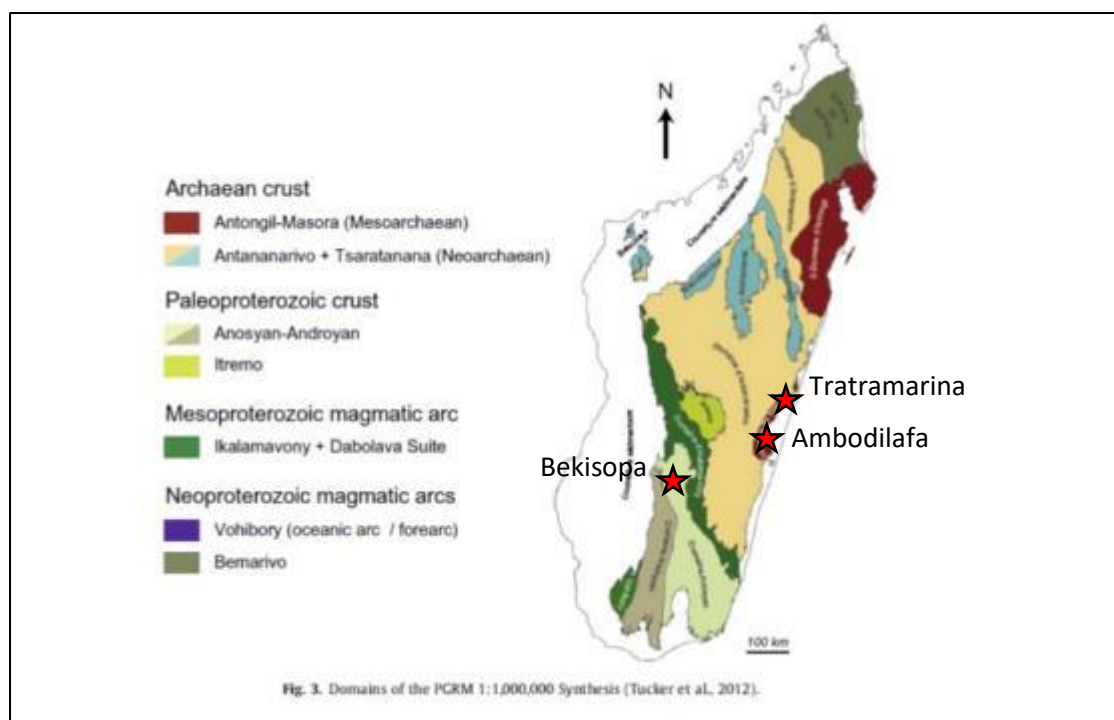 N
Archaean crust
Antongil-Masora (Mesoarchaean)
Antananarivo + Tsaratanana (Neoarchaean)
Paleoproterozoic crust
Anosyan-Androyan
Itremo
Mesoproterozoic magmatic arc
Ikalamavony + Dabolava Suite
Neoproterozoic magmatic arcs
Vohibory (oceanic arc / forearc)
Bemarivo
Tratramarina
Ambodilafa
Bekisopa
100 km
Fig. 3. Domains of the PGRM 1:1,000,000 Synthesis (Tucker et al., 2012).